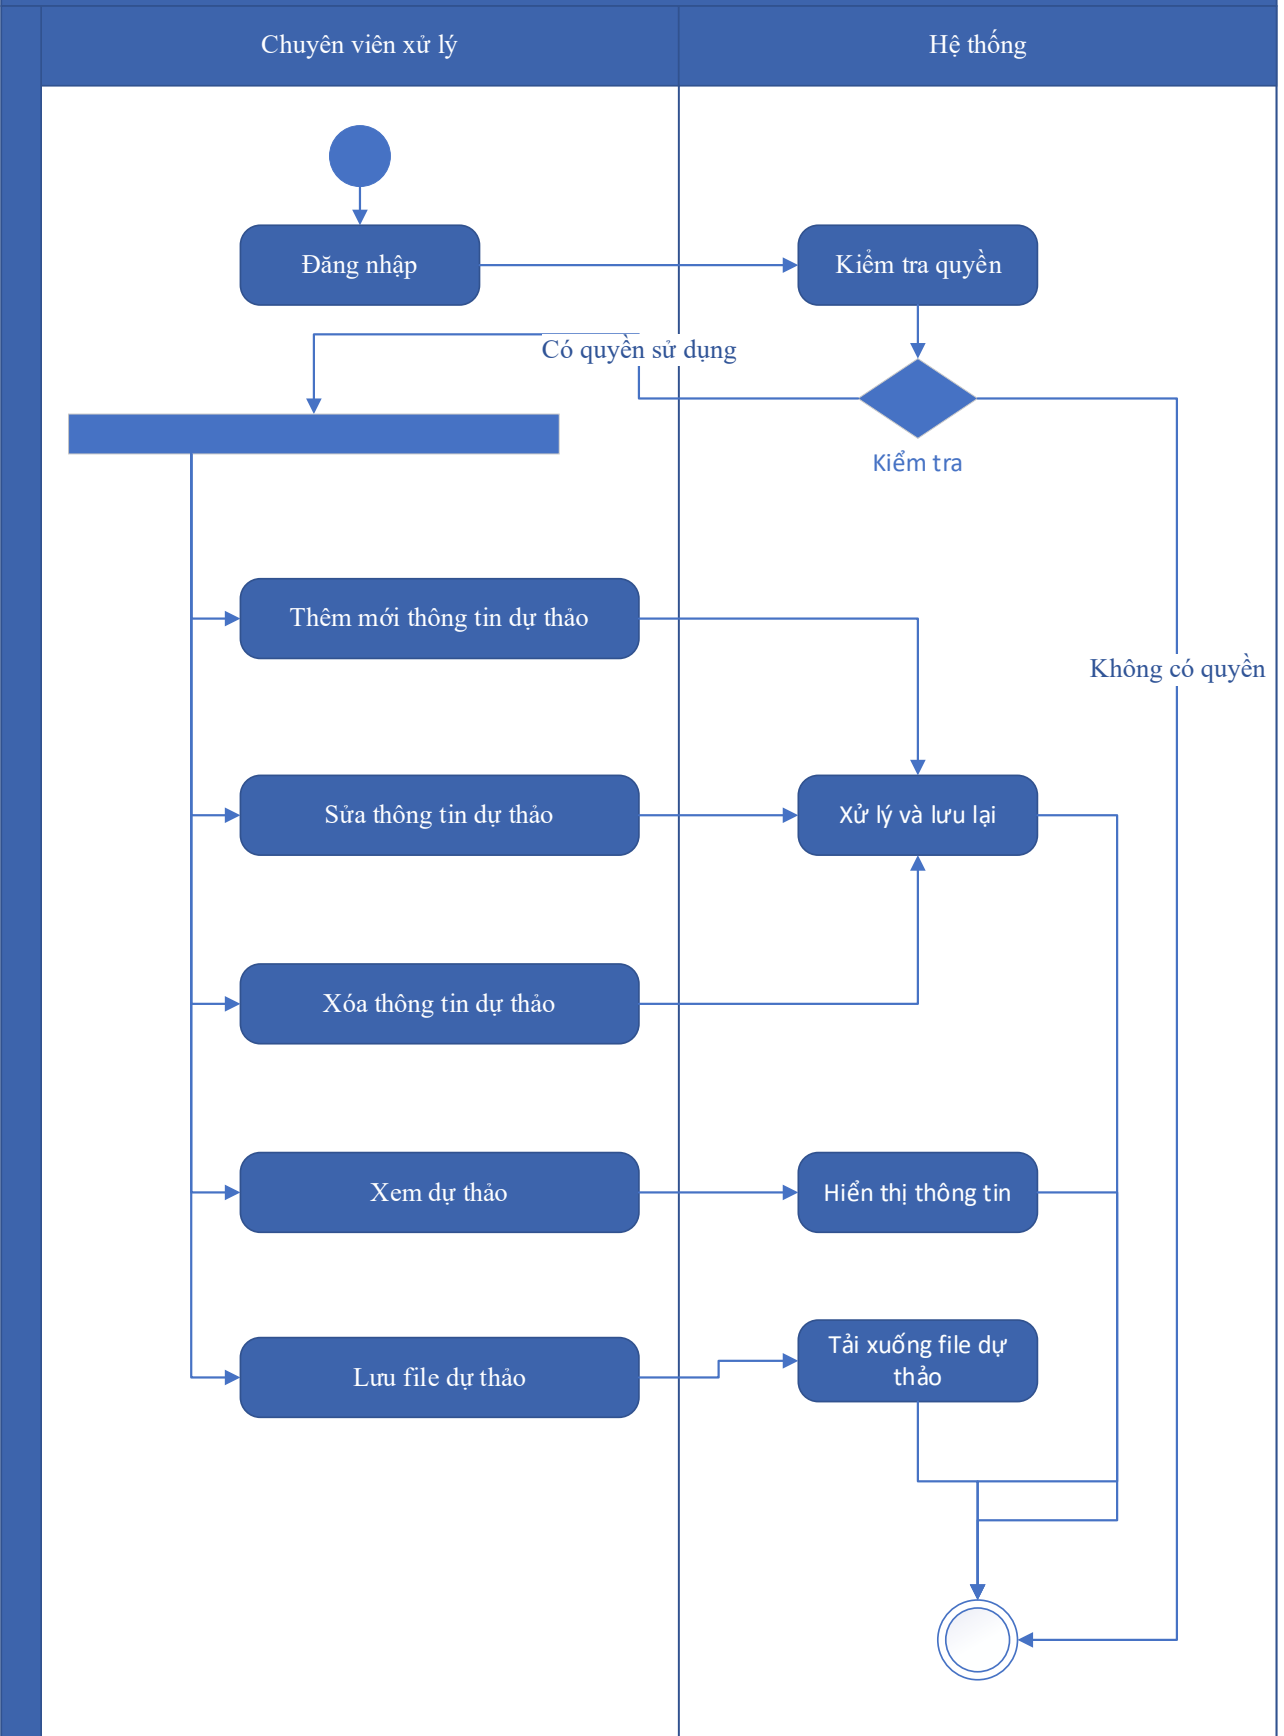 Chuyên viên xử lý
Hệ thống
Đăng nhập
Kiểm tra quyền
Có quyền sử dụng
Kiểm tra
Thêm mới thông tin dự thảo
Không có quyền
Sửa thông tin dự thảo
Xử lý và lưu lại
Xóa thông tin dự thảo
Xem dự thảo
Hiển thị thông tin
Lưu file dự thảo
Tải xuống file dự
thảo